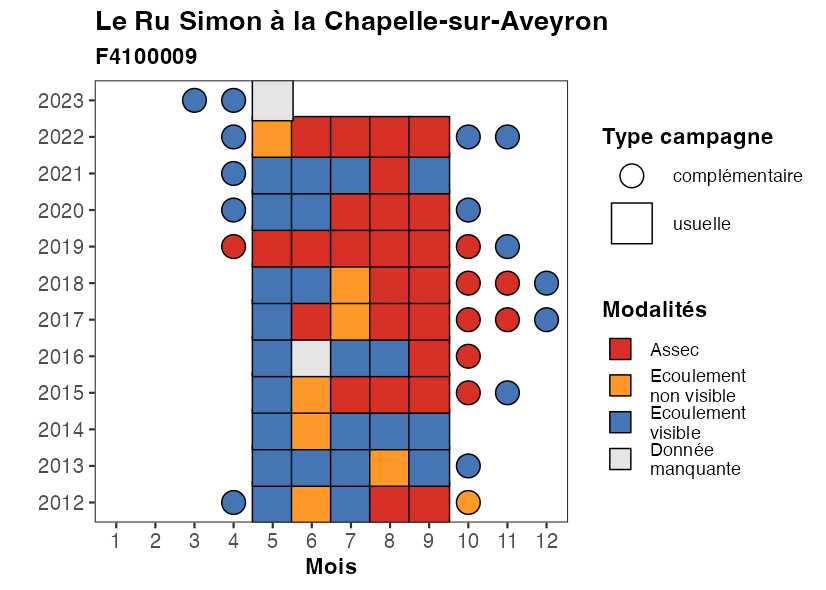 Le Ru Simon à la Chapelle-sur-Aveyron
F4100009
2023
2022
2021
2020
2019
2018
2017
2016
2015
2014
2013
2012
1 2 3 4 5 6 7 8 9 10 11 12
Mois
Type campagne
complémentaire
usuelle
Modalités
Assec
Ecoulement
non visible
Ecoulement
visible
Donnée
manquante